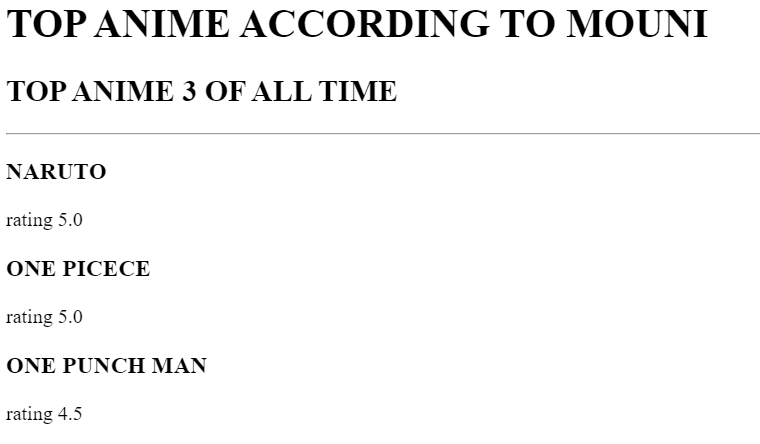 TOP ANIME ACCORDING TO MOUNI
TOP ANIME 3 OF ALL TIME
NARUTO
rating 5.0
ONE PICECE
rating 5.0
ONE PUNCH MAN
rating 4.5